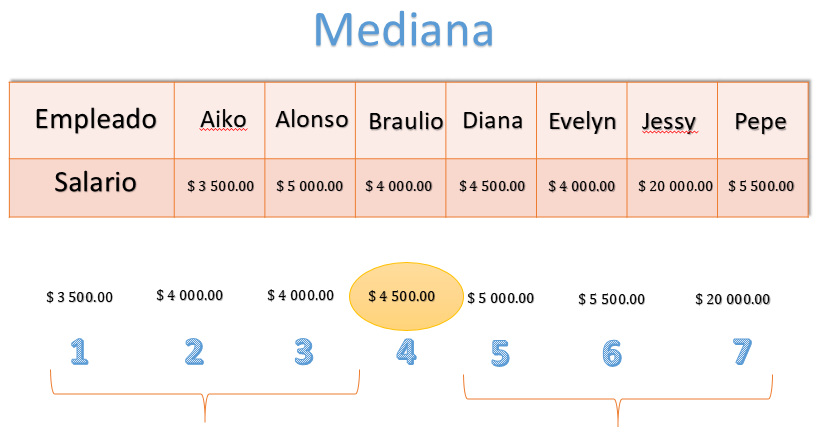 Mediana
Empleado Aiko Alonso Braulio Diana Evelyn Jessy Pepe
Salario $ 3 500.00 $ 5 000.00 $ 4 000.00 $ 4 500.00 $ 4 000.00 $ 20 000.00 $ 5 500.00
$ 3 500.00 $ 4 000.00 $ 4 000.00 $ 4 500.00 $ 5 000.00 $ 5 500.00 $ 20 000.00
1 2 3 4 5 6 7